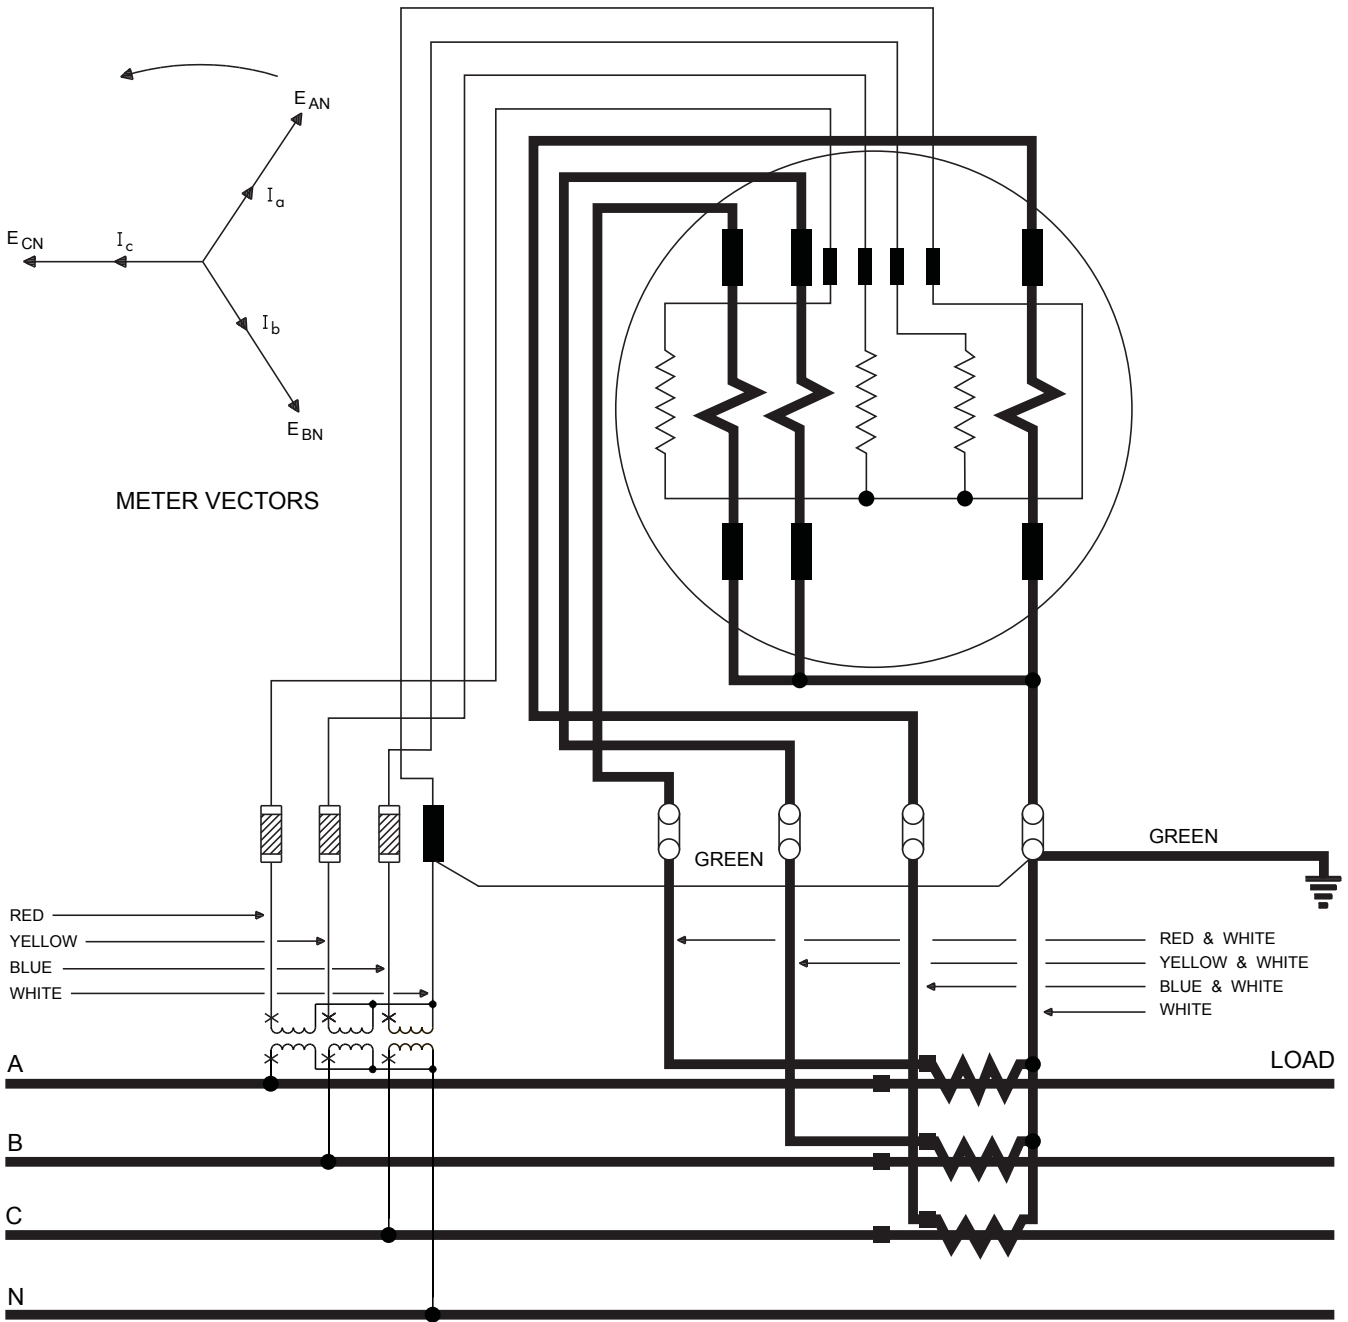 E AN
I a
E CN
I c
I b
E BN
METER VECTORS
GREEN
GREEN
RED
YELLOW
BLUE
WHITE
RED & WHITE
YELLOW & WHITE
BLUE & WHITE
WHITE
A
LOAD
B
C
N